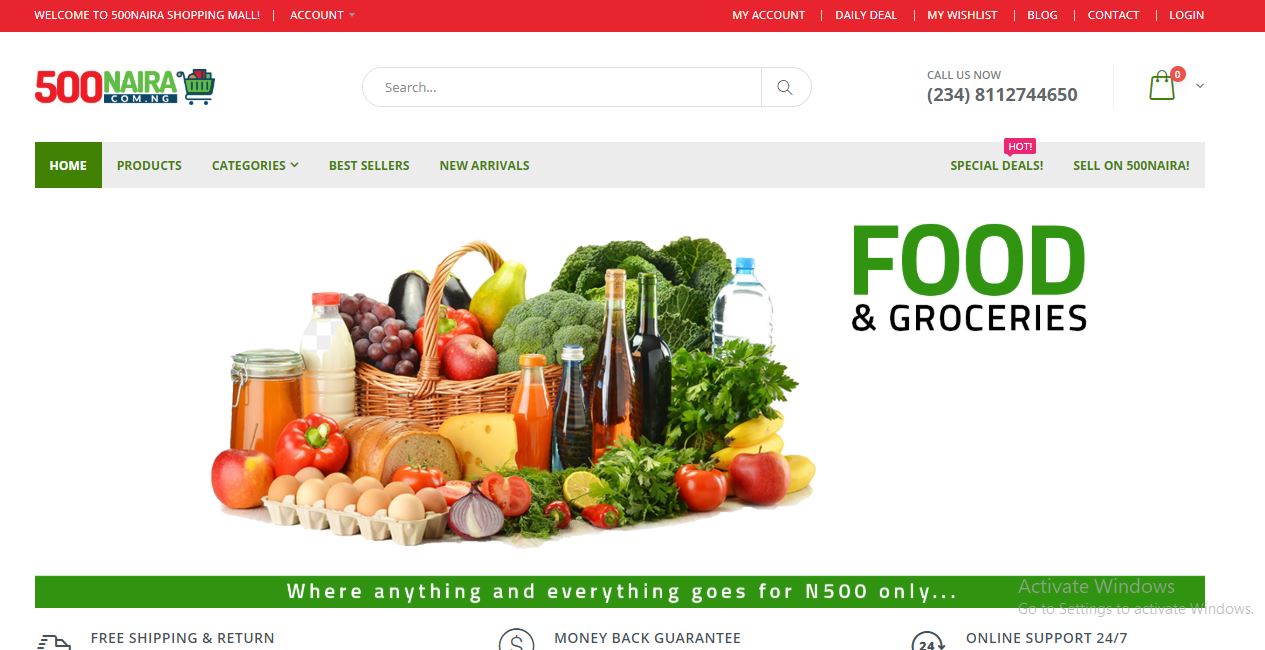 WELCOME TO 500NAIRA SHOPPING MALL! ACCOUNT MY ACCOUNT DAILY DEAL MY WISHLIST BLOG CONTACT LOGIN
500NAIRA
COM.NG
Search...
CALL US NOW
(234) 8112744650
0
HOT!
HOME PRODUCTS CATEGORIES BEST SELLERS NEW ARRIVALS SPECIAL DEALS! SELL ON 500NAIRA!
FOOD
& GROCERIES
Where anything and everything goes for N500 only...
Activate Windows
Go to Settings to activate Windows.
FREE SHIPPING & RETURN
$
MONEY BACK GUARANTEE
24
ONLINE SUPPORT 24/7